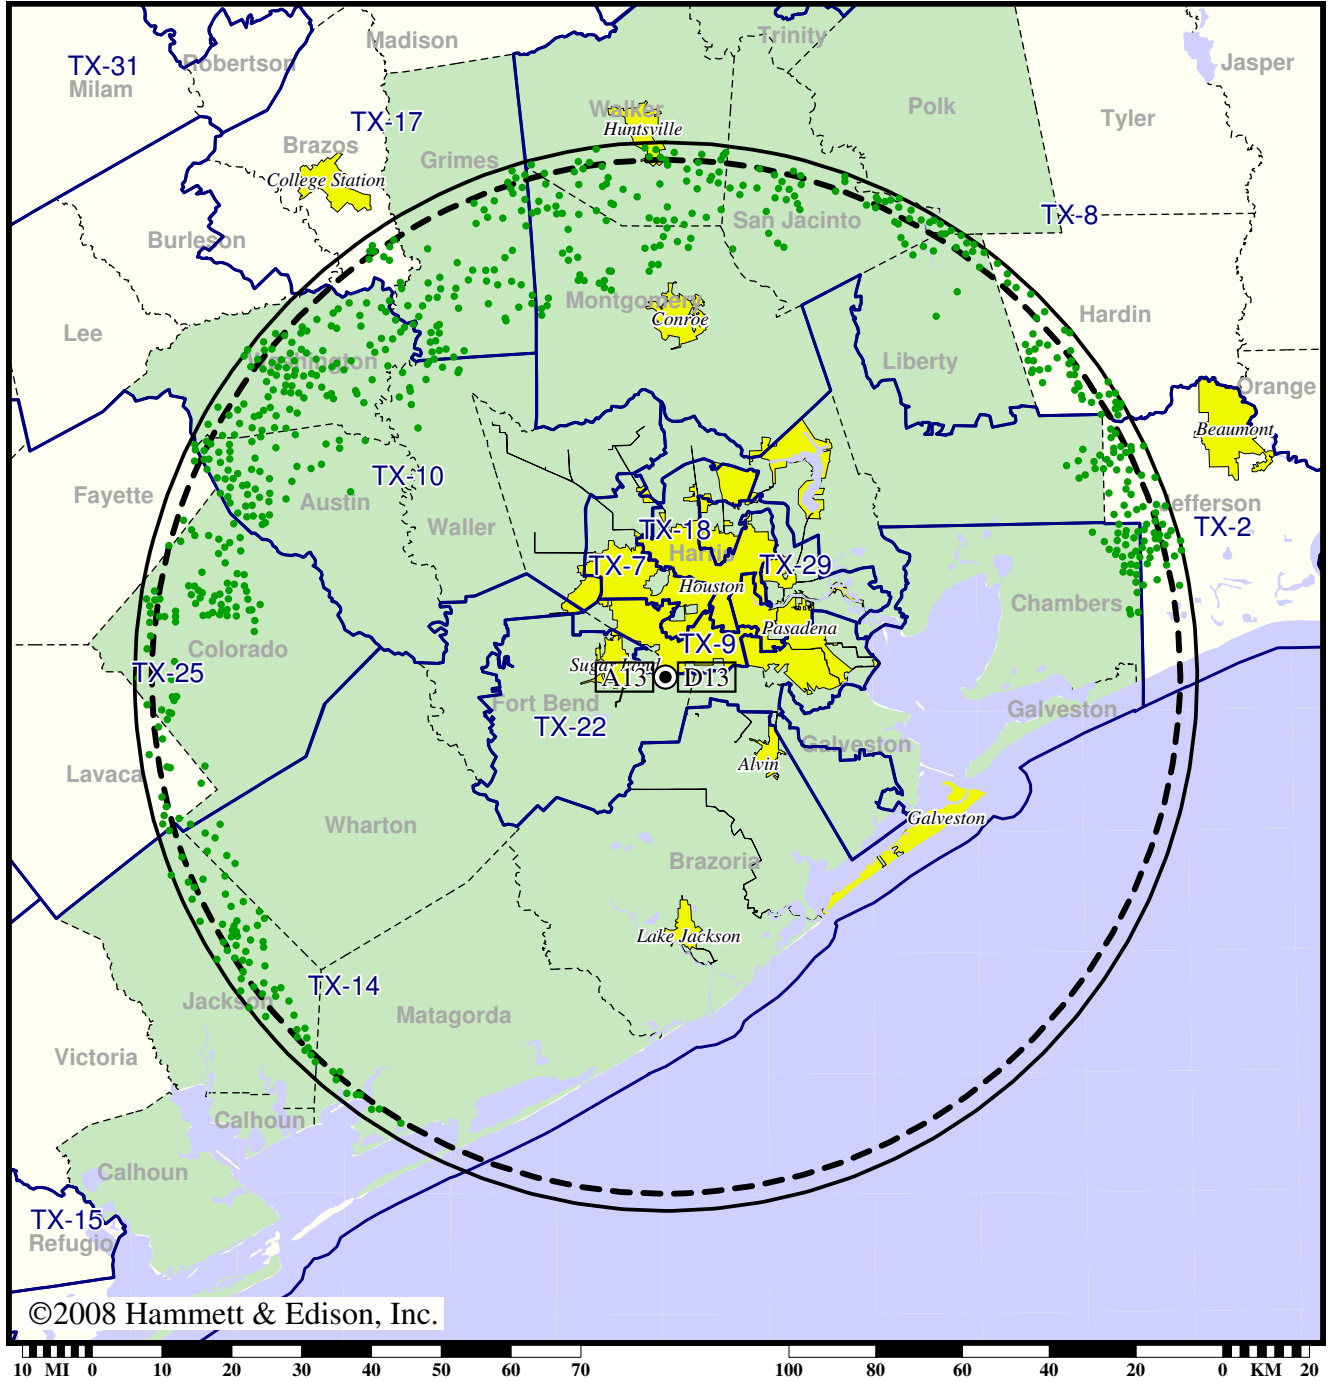 Madison
Trinity
Robertson
Jasper
TX-31
Milam
Walker
Polk
Tyler
TX-17
Huntsville
Brazos
Grimes
College Station
San Jacinto
TX-8
Burleson
Montgomery
Conroe
Hardin
Lee
Washington
Liberty
Orange
Beaumont
TX-10
Fayette
Austin
Waller
Jefferson
TX-2
TX-18
Harris
TX-7
TX-29
Houston
Chambers
Pasadena
TX-9
Colorado
Sugar Land
TX-25
A13
D13
Fort Bend
Galveston
TX-22
Galveston
Alvin
Lavaca
Wharton
Galveston
Brazoria
Lake Jackson
TX-14
Jackson
Matagorda
Victoria
Calhoun
Calhoun
TX-15
Refugio
©2008 Hammett & Edison, Inc.
10 MI 0 10 20 30 40 50 60 70 100 80 60 40 20 0 KM 20